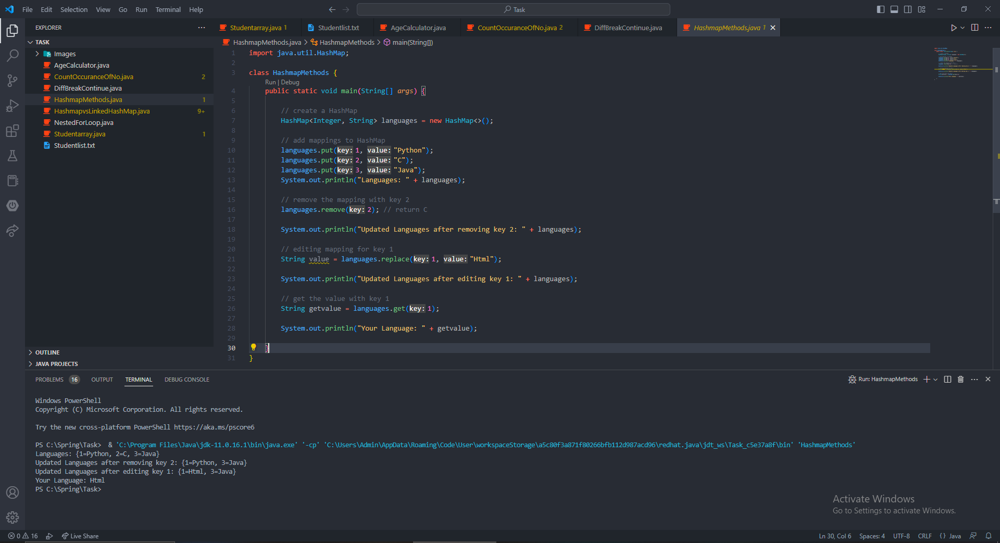 File Edit Selection View Go Run Terminal Help
Task
EXPLORER
TASK
Images
AgeCalculator.java
CountOccuranceOfNo.java 2
DiffBreakContinue.java
HashmapMethods.java 1
HashmapvsLinkedHashMap.java 9+
NestedForLoop.java
Studentarray.java 1
Studentlist.txt
OUTLINE
JAVA PROJECTS
Studentarray.java 1 Studentlist.txt AgeCalculator.java CountOccuranceOfNo.java 2 DiffBreakContinue.java HashmapMethods.java 1
HashmapMethods.java > HashmapMethods > main(String[])
1 import java.util.HashMap;
2
3 class HashmapMethods {
Run | Debug
4 public static void main(String[] args) {
5
6 // create a HashMap
7 HashMap<Integer, String> languages = new HashMap<>();
8
9 // add mappings to HashMap
10 languages.put(key: 1, value: "Python");
11 languages.put(key: 2, value: "C");
12 languages.put(key: 3, value: "Java");
13 System.out.println("Languages: " + languages);
14
15 // remove the mapping with key 2
16 languages.remove(key: 2); // return C
17
18 System.out.println("Updated Languages after removing key 2: " + languages);
19
20 // editing mapping for key 1
21 String value = languages.replace(key: 1, value: "Html");
22
23 System.out.println("Updated Languages after editing key 1: " + languages);
24
25 // get the value with key 1
26 String getvalue = languages.get(key: 1);
27
28 System.out.println("Your Language: " + getvalue);
29
30 }
31 }
PROBLEMS 16 OUTPUT TERMINAL DEBUG CONSOLE
Run: HashmapMethods
Windows PowerShell
Copyright (C) Microsoft Corporation. All rights reserved.
Try the new cross-platform PowerShell https://aka.ms/pscore6
PS C:\Spring\Task>  & 'C:\Program Files\Java\jdk-11.0.16.1\bin\java.exe' '-cp' 'C:\Users\Admin\AppData\Roaming\Code\User\workspaceStorage\a5c80f3a871f80266bfb112d987acd96\redhat.java\jdt_ws\Task_c5e37a8f\bin' 'HashmapMethods'
Languages: {1=Python, 2=C, 3=Java}
Updated Languages after removing key 2: {1=Python, 3=Java}
Updated Languages after editing key 1: {1=Html, 3=Java}
Your Language: Html
PS C:\Spring\Task>
Activate Windows
Go to Settings to activate Windows.
0 16 Live Share
Ln 30, Col 6 Spaces: 4 UTF-8 CRLF {} Java